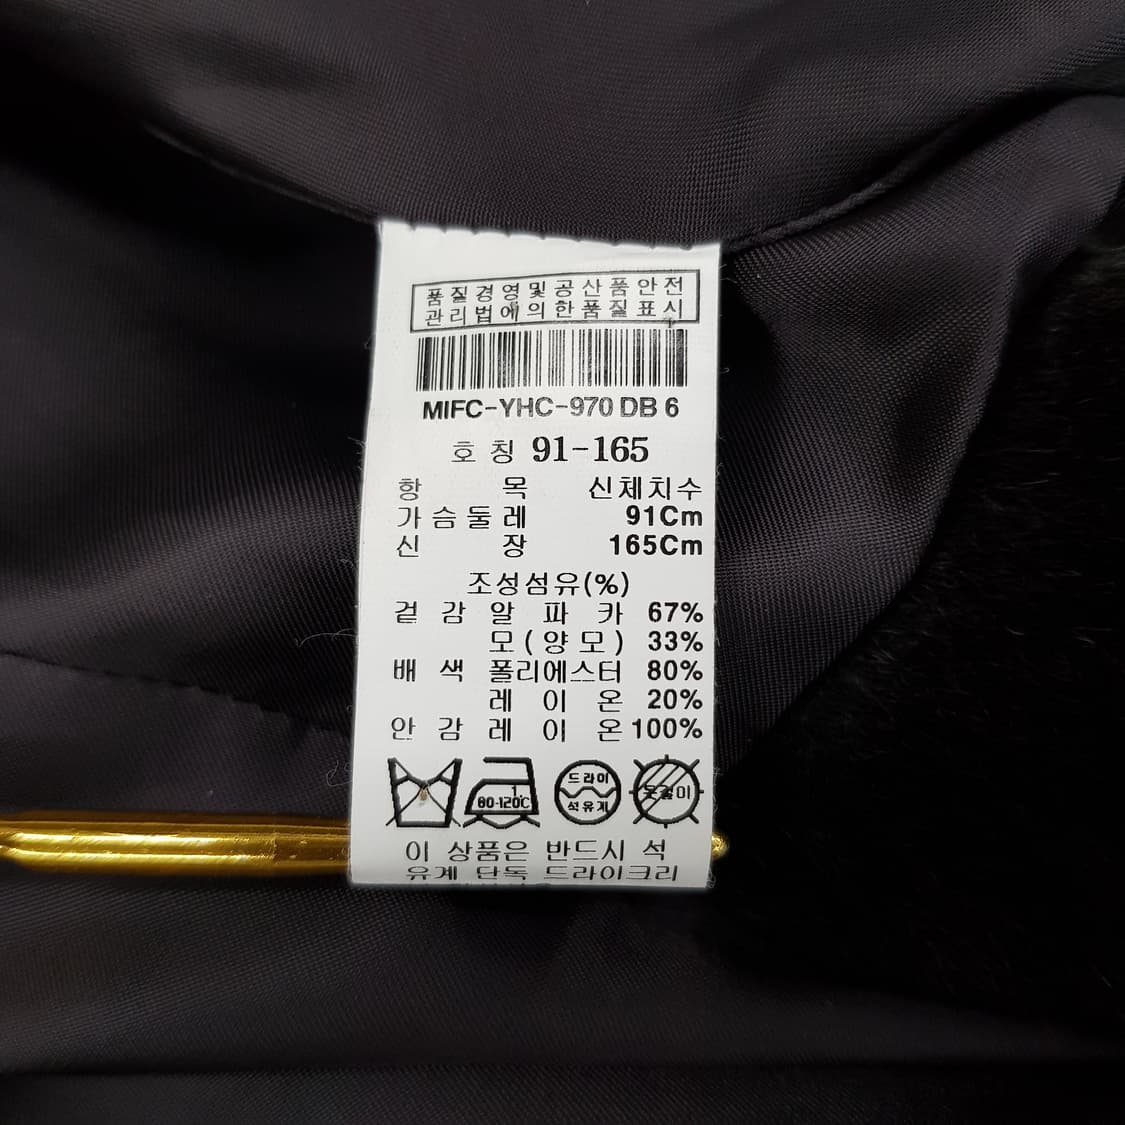 품질경영및공산품안전
관리법에의한품질표시
MIFC-YHC-970 DB 6
호칭 91-165
항목 신체치수
가슴둘레 91Cm
신장 165Cm
조성섬유(%)
겉감 알파카 67%
모(양모) 33%
배색 폴리에스터 80%
레이온 20%
안감 레이온 100%
1.
80-120℃
드라이
석유계
옷걸이
이 상품은 반드시 석
유계 단독 드라이크리